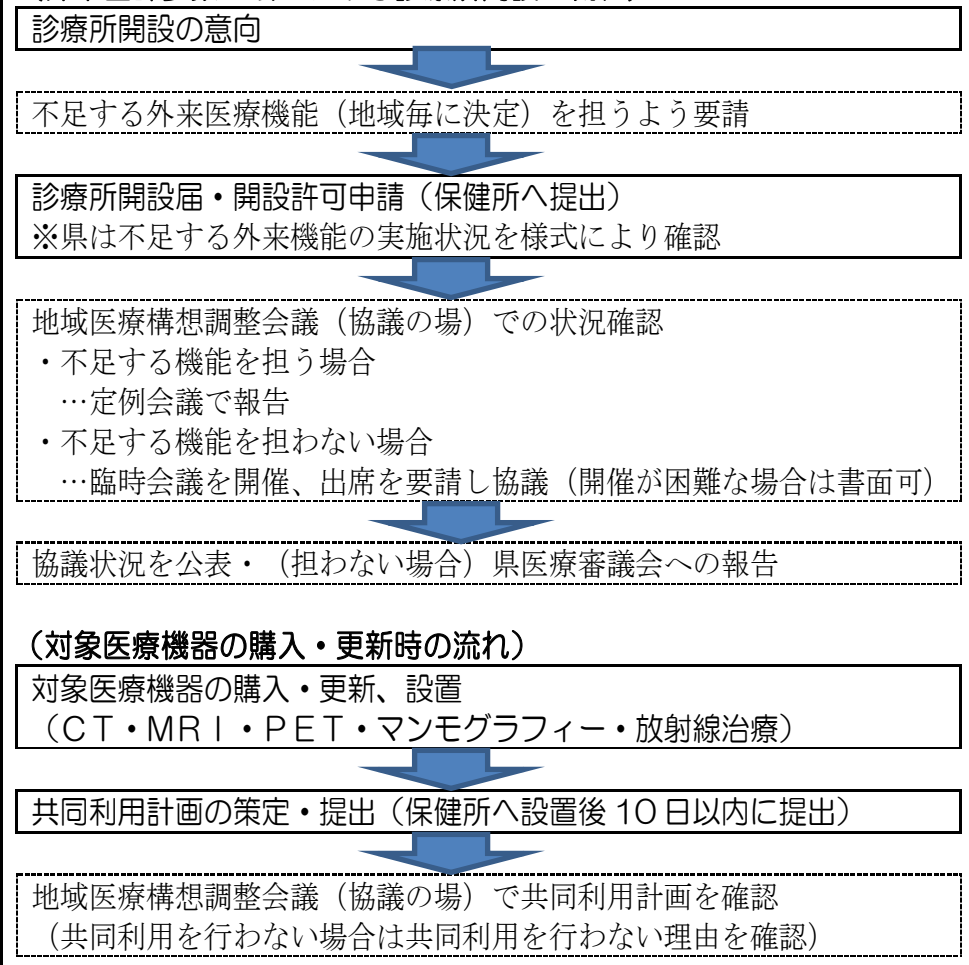 診療所開設の意向
不足する外来医療機能（地域毎に決定）を担うよう要請
診療所開設届・開設許可申請（保健所へ提出）
※県は不足する外来機能の実施状況を様式により確認
地域医療構想調整会議（協議の場）での状況確認
・不足する機能を担う場合
…定例会議で報告
・不足する機能を担わない場合
…臨時会議を開催、出席を要請し協議（開催が困難な場合は書面可）
協議状況を公表・（担わない場合）県医療審議会への報告
（対象医療機器の購入・更新時の流れ）
対象医療機器の購入・更新、設置
（ＣＴ・ＭＲＩ・ＰＥＴ・マンモグラフィー・放射線治療）
共同利用計画の策定・提出（保健所へ設置後 10 日以内に提出）
地域医療構想調整会議（協議の場）で共同利用計画を確認
（共同利用を行わない場合は共同利用を行わない理由を確認）